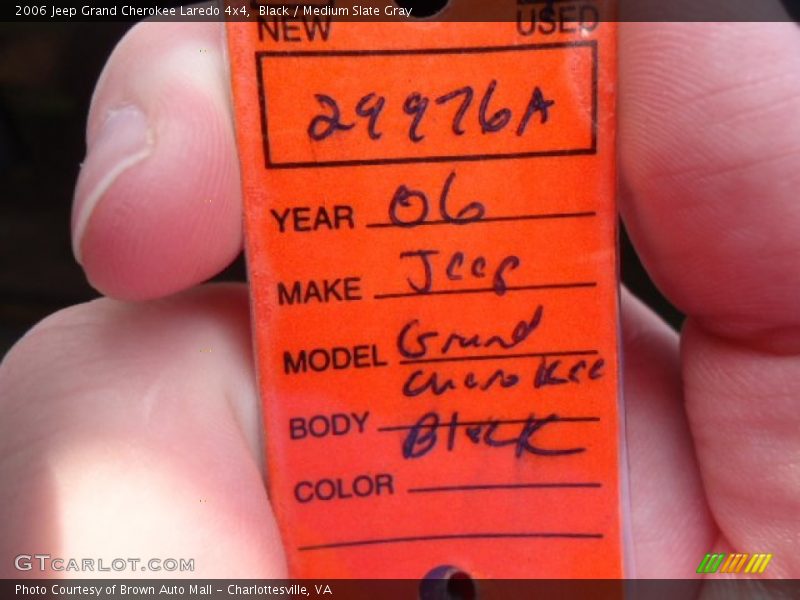 2006 Jeep Grand Cherokee Laredo 4x4,  Black / Medium Slate Gray
NEW USED
29976A
YEAR 06
MAKE Jeep
MODEL Grand
Cherokee
BODY Black
COLOR
GTCARLOT.COM
Photo Courtesy of Brown Auto Mall - Charlottesville, VA